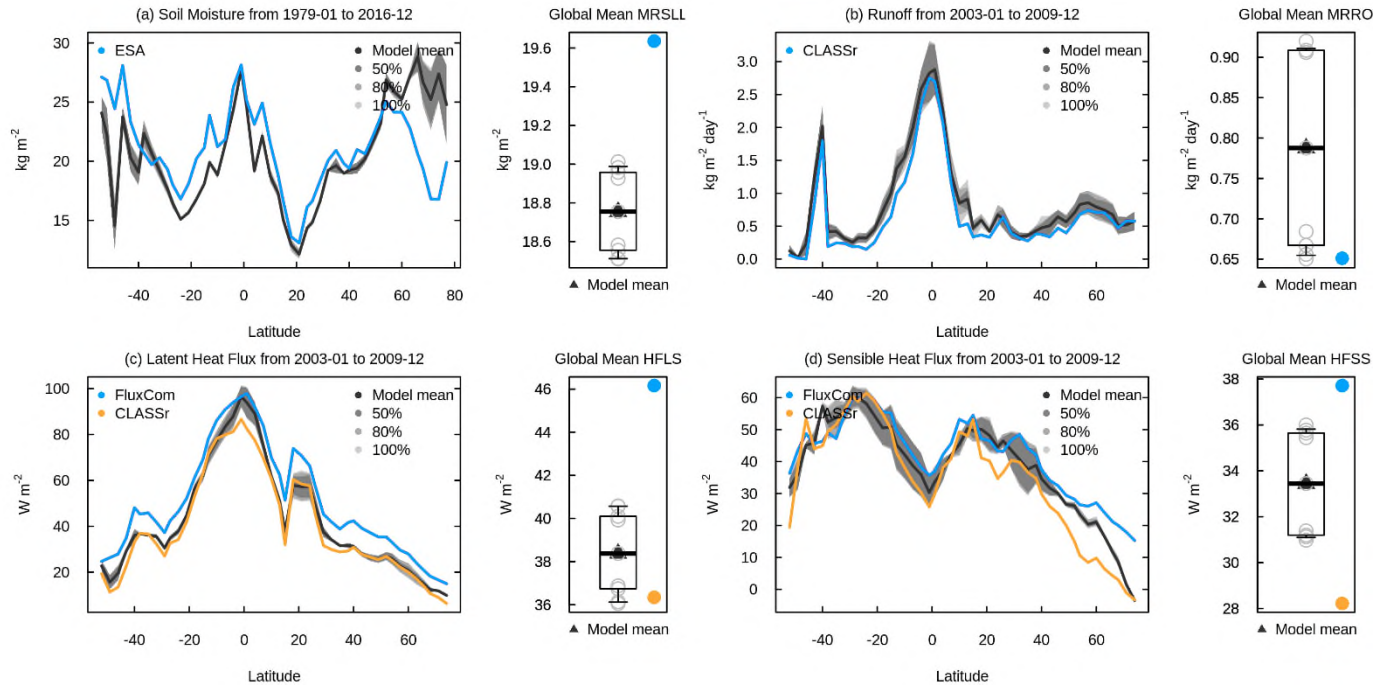 (a) Soil Moisture from 1979-01 to 2016-12
ESA
Model mean
50%
80%
100%
30
25
20
15
kg m⁻²
-40
-20
0
20
40
60
80
Latitude
Global Mean MRSLL
19.6
19.4
19.2
19.0
18.8
18.6
kg m⁻²
▲ Model mean
(b) Runoff from 2003-01 to 2009-12
CLASSr
Model mean
50%
80%
100%
3.0
2.5
2.0
1.5
1.0
0.5
0.0
kg m⁻² day⁻¹
-40
-20
0
20
40
60
Latitude
Global Mean MRRO
0.90
0.85
0.80
0.75
0.70
0.65
kg m⁻² day⁻¹
▲ Model mean
(c) Latent Heat Flux from 2003-01 to 2009-12
FluxCom
CLASSr
Model mean
50%
80%
100%
100
80
60
40
20
W m⁻²
-40
-20
0
20
40
60
Latitude
Global Mean HFLS
46
44
42
40
38
36
W m⁻²
▲ Model mean
(d) Sensible Heat Flux from 2003-01 to 2009-12
FluxCom
CLASSr
Model mean
50%
80%
100%
60
50
40
30
20
10
0
W m⁻²
-40
-20
0
20
40
60
Latitude
Global Mean HFSS
38
36
34
32
30
28
W m⁻²
▲ Model mean